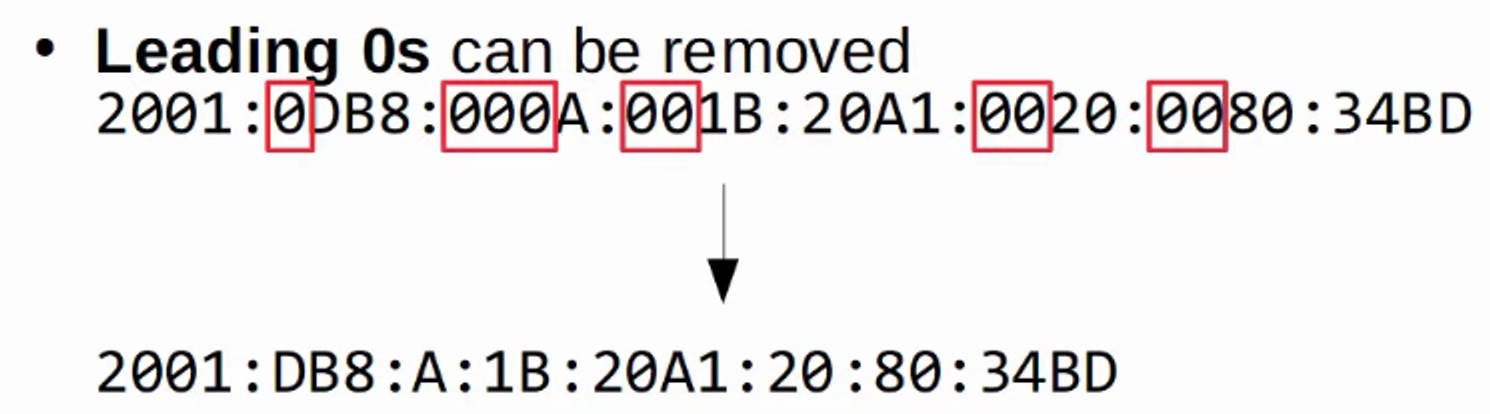 • Leading 0s can be removed
2001:0DB8:000A:001B:20A1:0020:0080:34BD
2001:DB8:A:1B:20A1:20:80:34BD